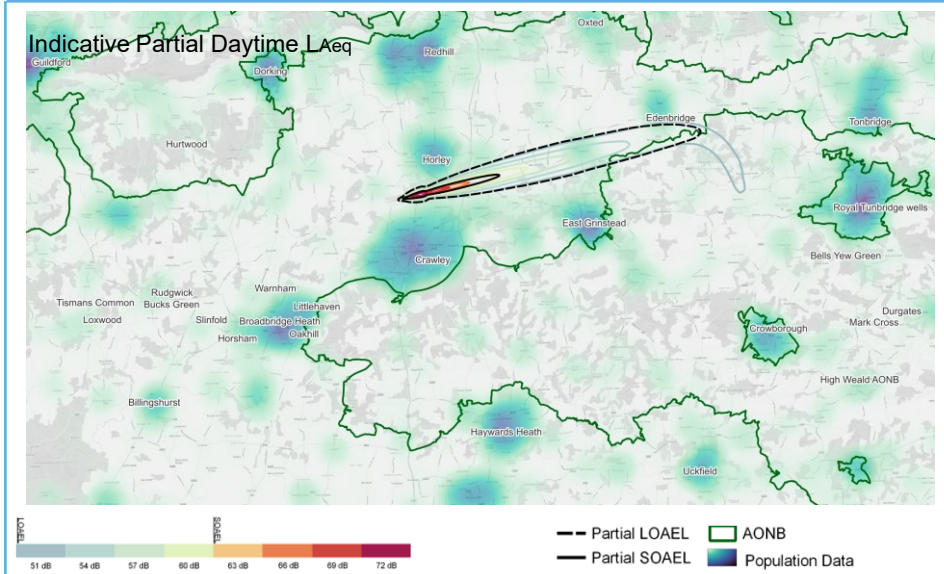 Indicative Partial Daytime LAeq
Oxted
Guildford
Redhill
Dorking
Edenbridge
Tonbridge
Hurtwood
Horley
Royal Tunbridge wells
East Grinstead
Bells Yew Green
Crawley
Warnham
Rudgwick
Tismans Common
Bucks Green
Littlehaven
Loxwood
Slinfold
Broadbridge Heath
Oakhill
Horsham
Durgates
Mark Cross
Crowborough
High Weald AONB
Billingshurst
Haywards Heath
Uckfield
LOAEL
SOAEL
51 dB 54 dB 57 dB 60 dB 63 dB 66 dB 69 dB 72 dB
Partial LOAEL
AONB
Partial SOAEL
Population Data